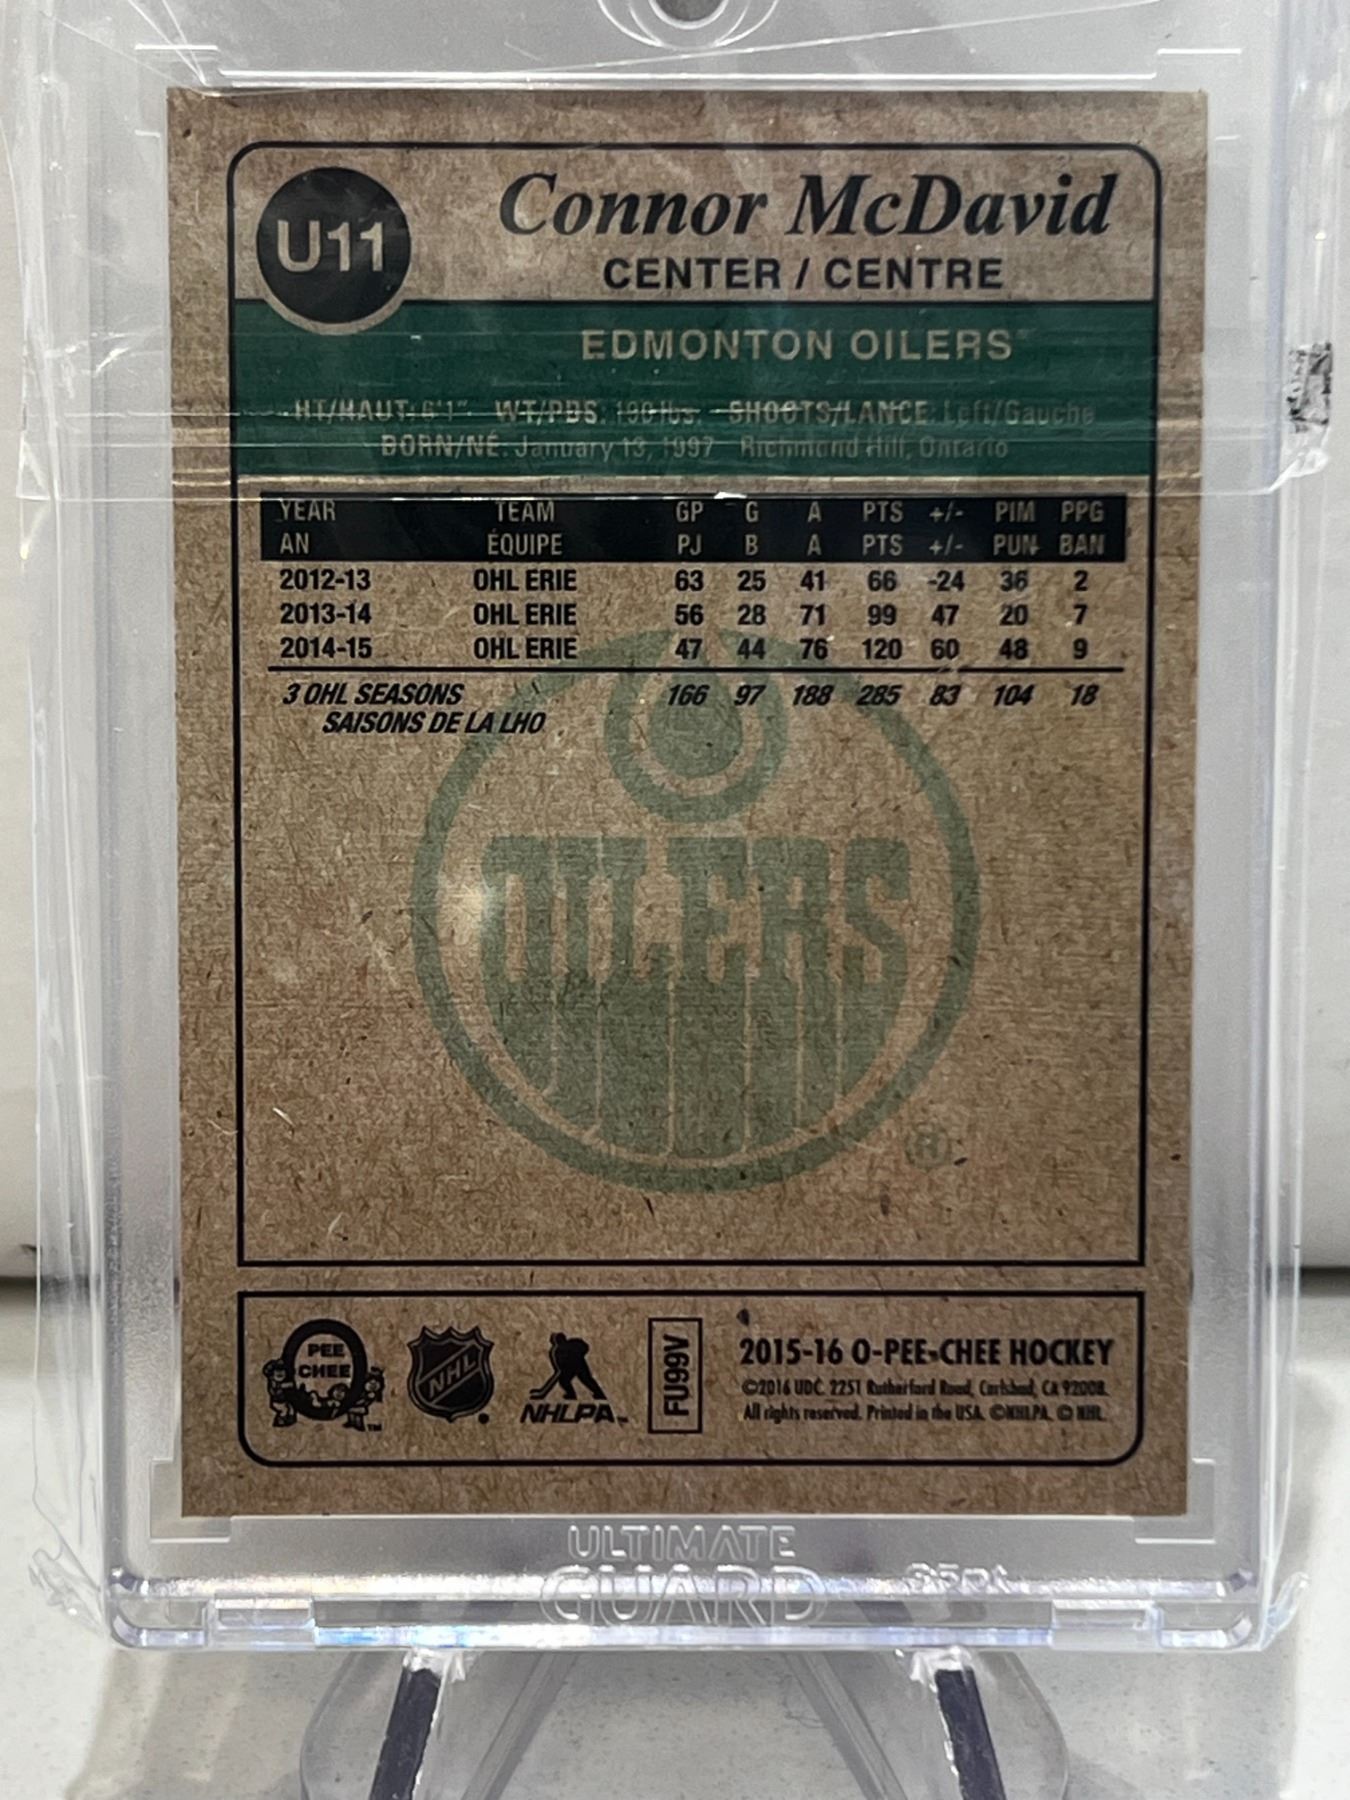 U11
Connor McDavid
CENTER / CENTRE
EDMONTON OILERS™
HT/HAUT: 6'1" WT/PDS: 190 lbs. SHOOTS/LANCE: Left/Gauche
BORN/NÉ: January 13, 1997 Richmond Hill, Ontario
YEAR TEAM GP G A PTS +/- PIM PPG
AN ÉQUIPE PJ B A PTS +/- PUN BAN
2012-13 OHL ERIE 63 25 41 66 -24 36 2
2013-14 OHL ERIE 56 28 71 99 47 20 7
2014-15 OHL ERIE 47 44 76 120 60 48 9
3 OHL SEASONS 166 97 188 285 83 104 18
SAISONS DE LA LHO
OILERS
®
O
PEE
CHEE
™
NHL
NHLPA™
FU99V
2015-16 O-PEE-CHEE HOCKEY
©2016 UDC. 2251 Rutherford Road, Carlsbad, CA 92008.
All rights reserved. Printed in the USA. ©NHLPA. © NHL.
ULTIMATE
GUARD 35pt